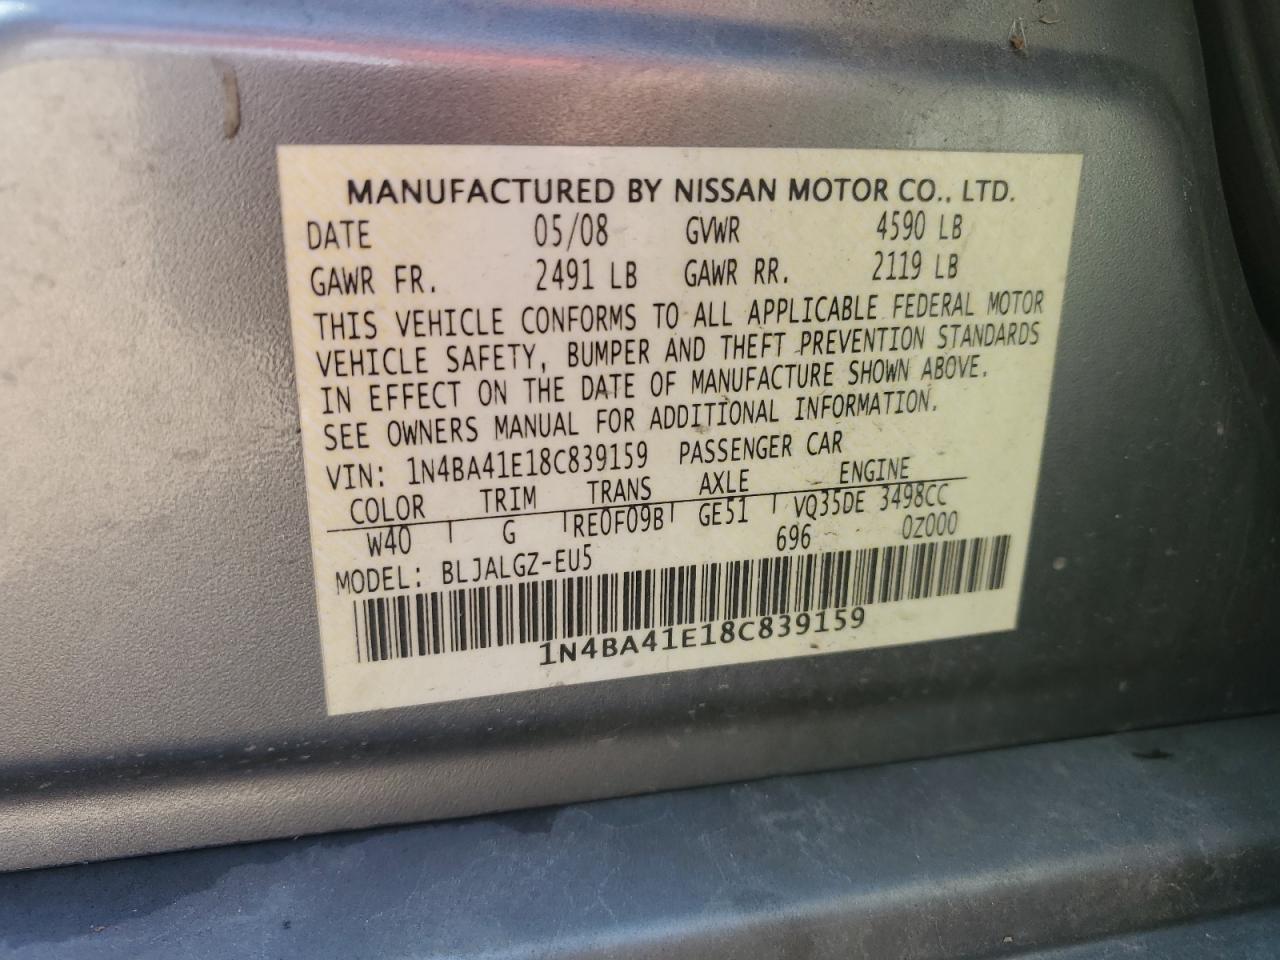 MANUFACTURED BY NISSAN MOTOR CO., LTD.
DATE 05/08 GVWR 4590 LB
GAWR FR. 2491 LB GAWR RR. 2119 LB
THIS VEHICLE CONFORMS TO ALL APPLICABLE FEDERAL MOTOR
VEHICLE SAFETY, BUMPER AND THEFT PREVENTION STANDARDS
IN EFFECT ON THE DATE OF MANUFACTURE SHOWN ABOVE.
SEE OWNERS MANUAL FOR ADDITIONAL INFORMATION.
VIN: 1N4BA41E18C839159 PASSENGER CAR
COLOR TRIM TRANS AXLE ENGINE
W40 G RE0F09B GE51 VQ35DE 3498CC
MODEL: BLJALGZ-EU5 696 0Z000
1N4BA41E18C839159